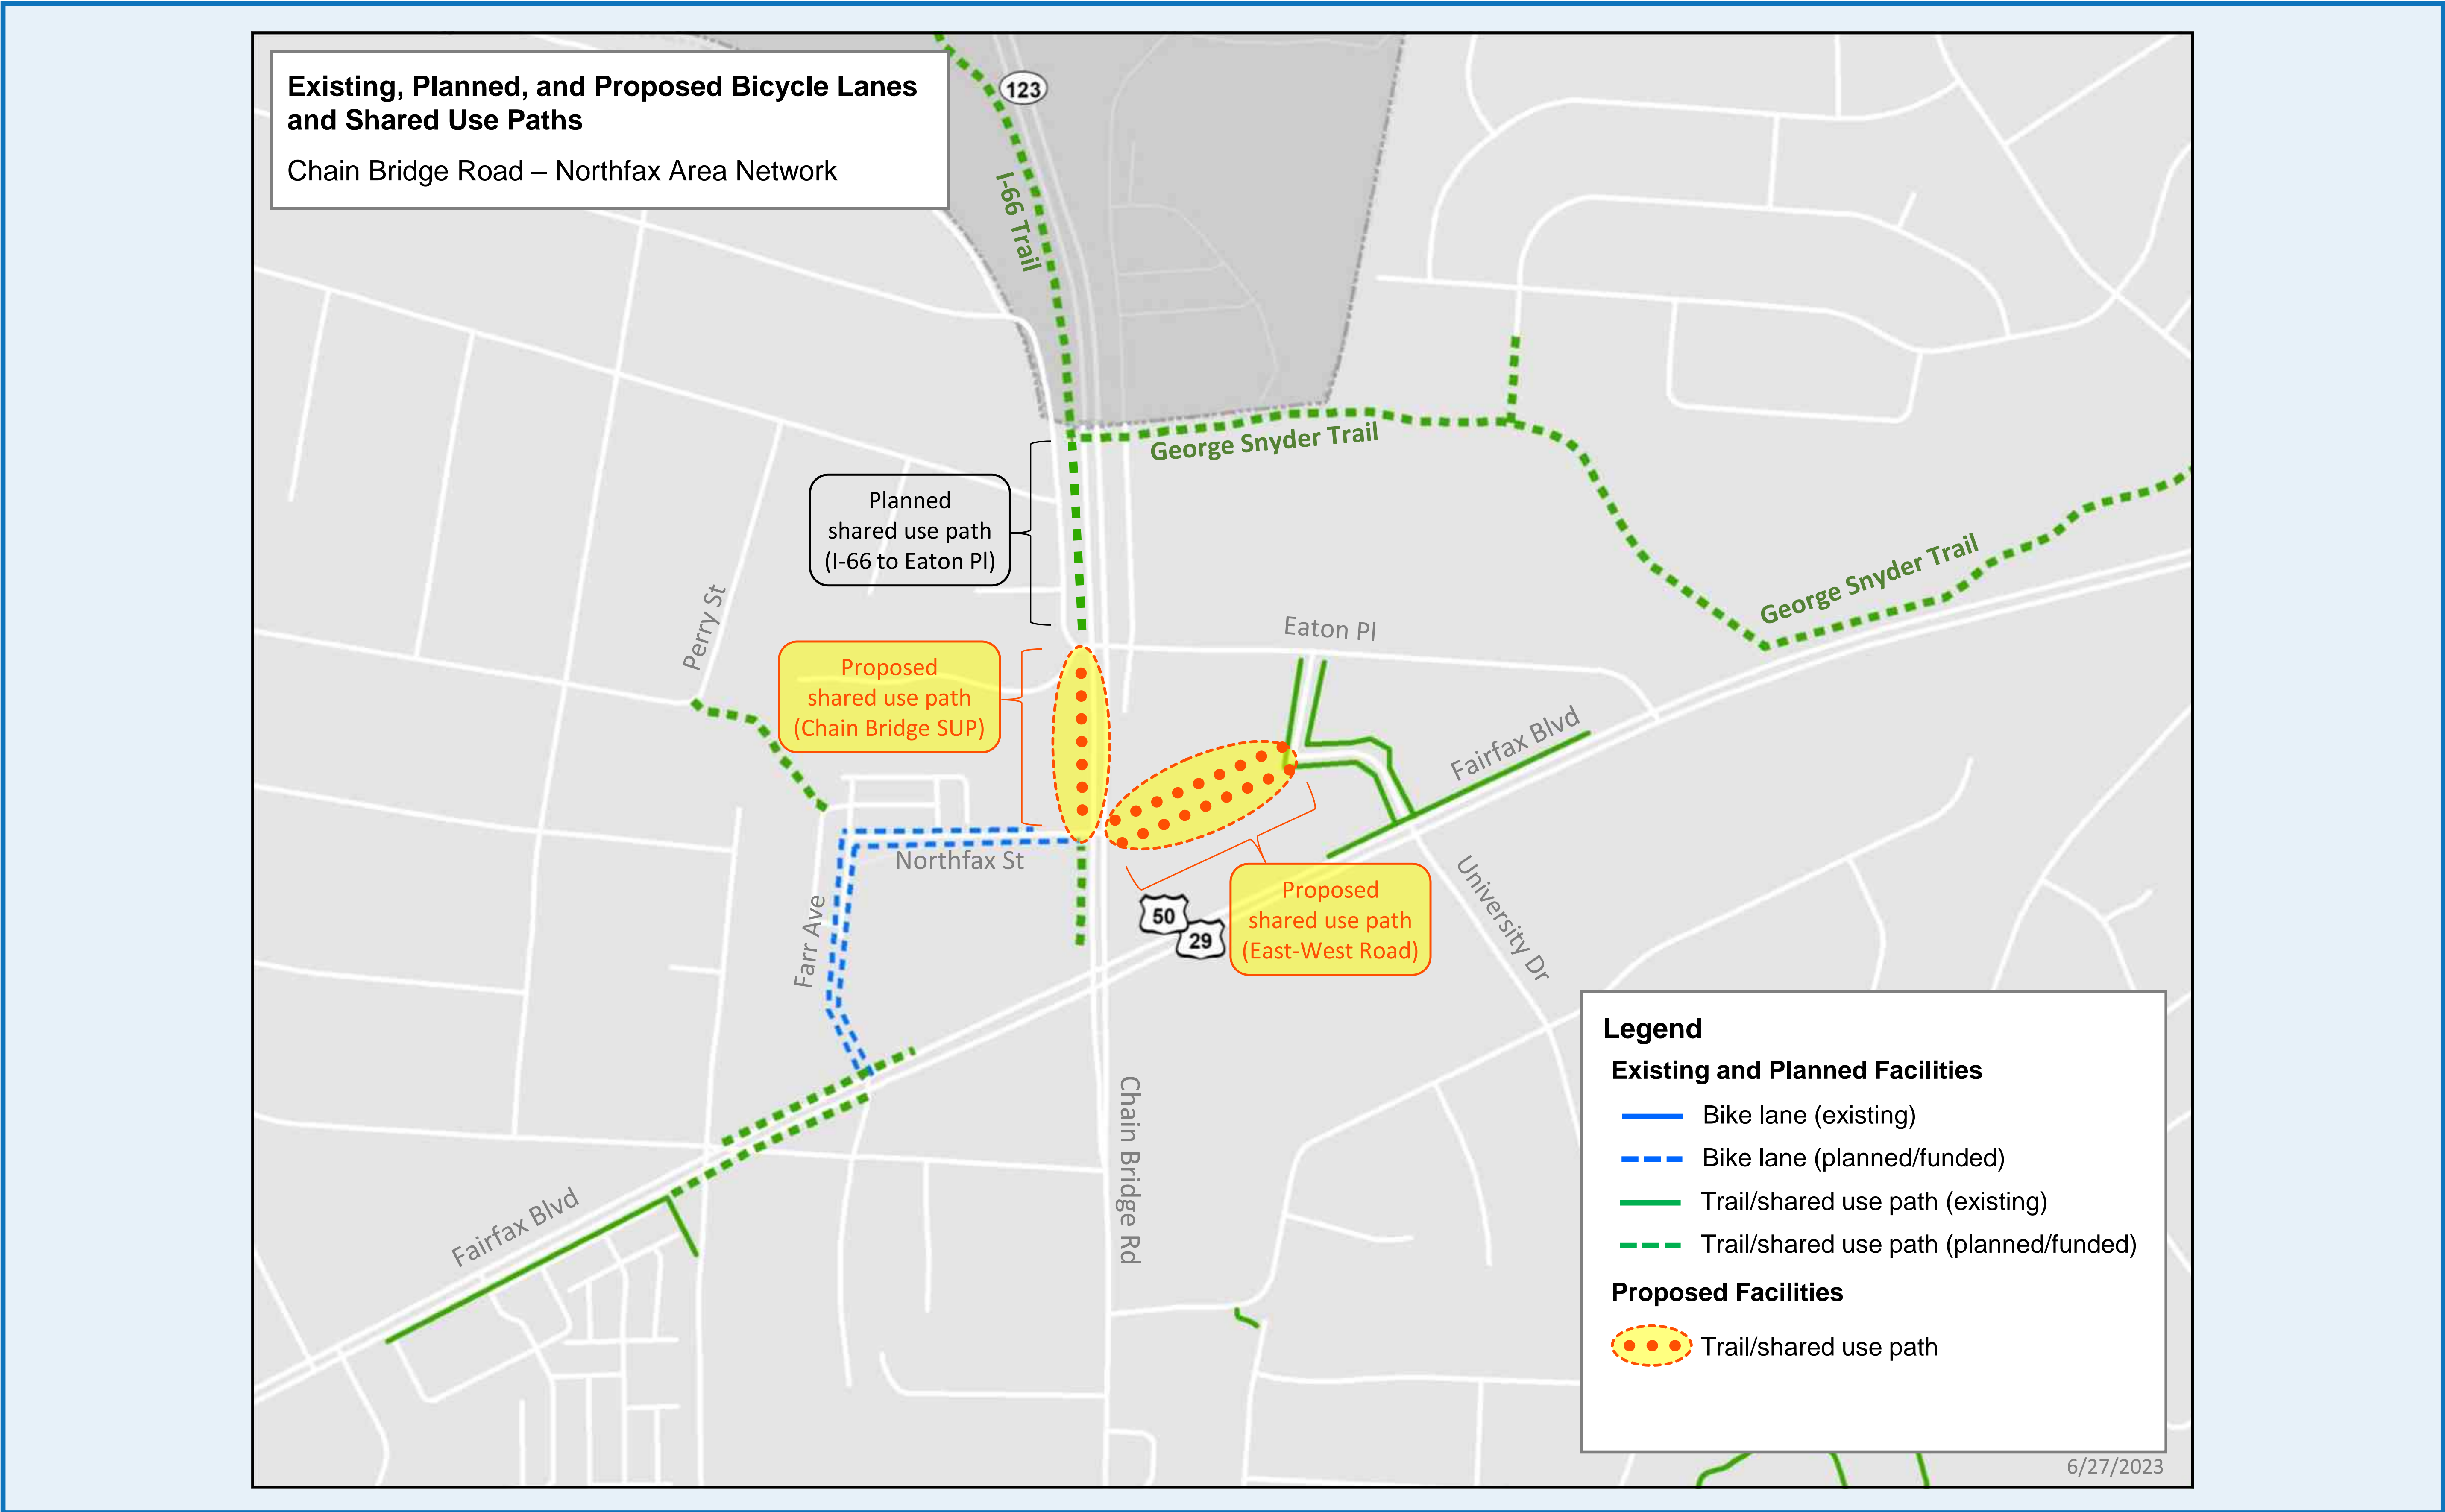 Existing, Planned, and Proposed Bicycle Lanes
and Shared Use Paths
Chain Bridge Road – Northfax Area Network
123
I-66 Trail
George Snyder Trail
Planned
shared use path
(I-66 to Eaton Pl)
George Snyder Trail
Perry St
Eaton Pl
Proposed
shared use path
(Chain Bridge SUP)
Fairfax Blvd
Northfax St
Farr Ave
50
29
Proposed
shared use path
(East-West Road)
University Dr
Chain Bridge Rd
Fairfax Blvd
Legend
Existing and Planned Facilities
Bike lane (existing)
Bike lane (planned/funded)
Trail/shared use path (existing)
Trail/shared use path (planned/funded)
Proposed Facilities
Trail/shared use path
6/27/2023